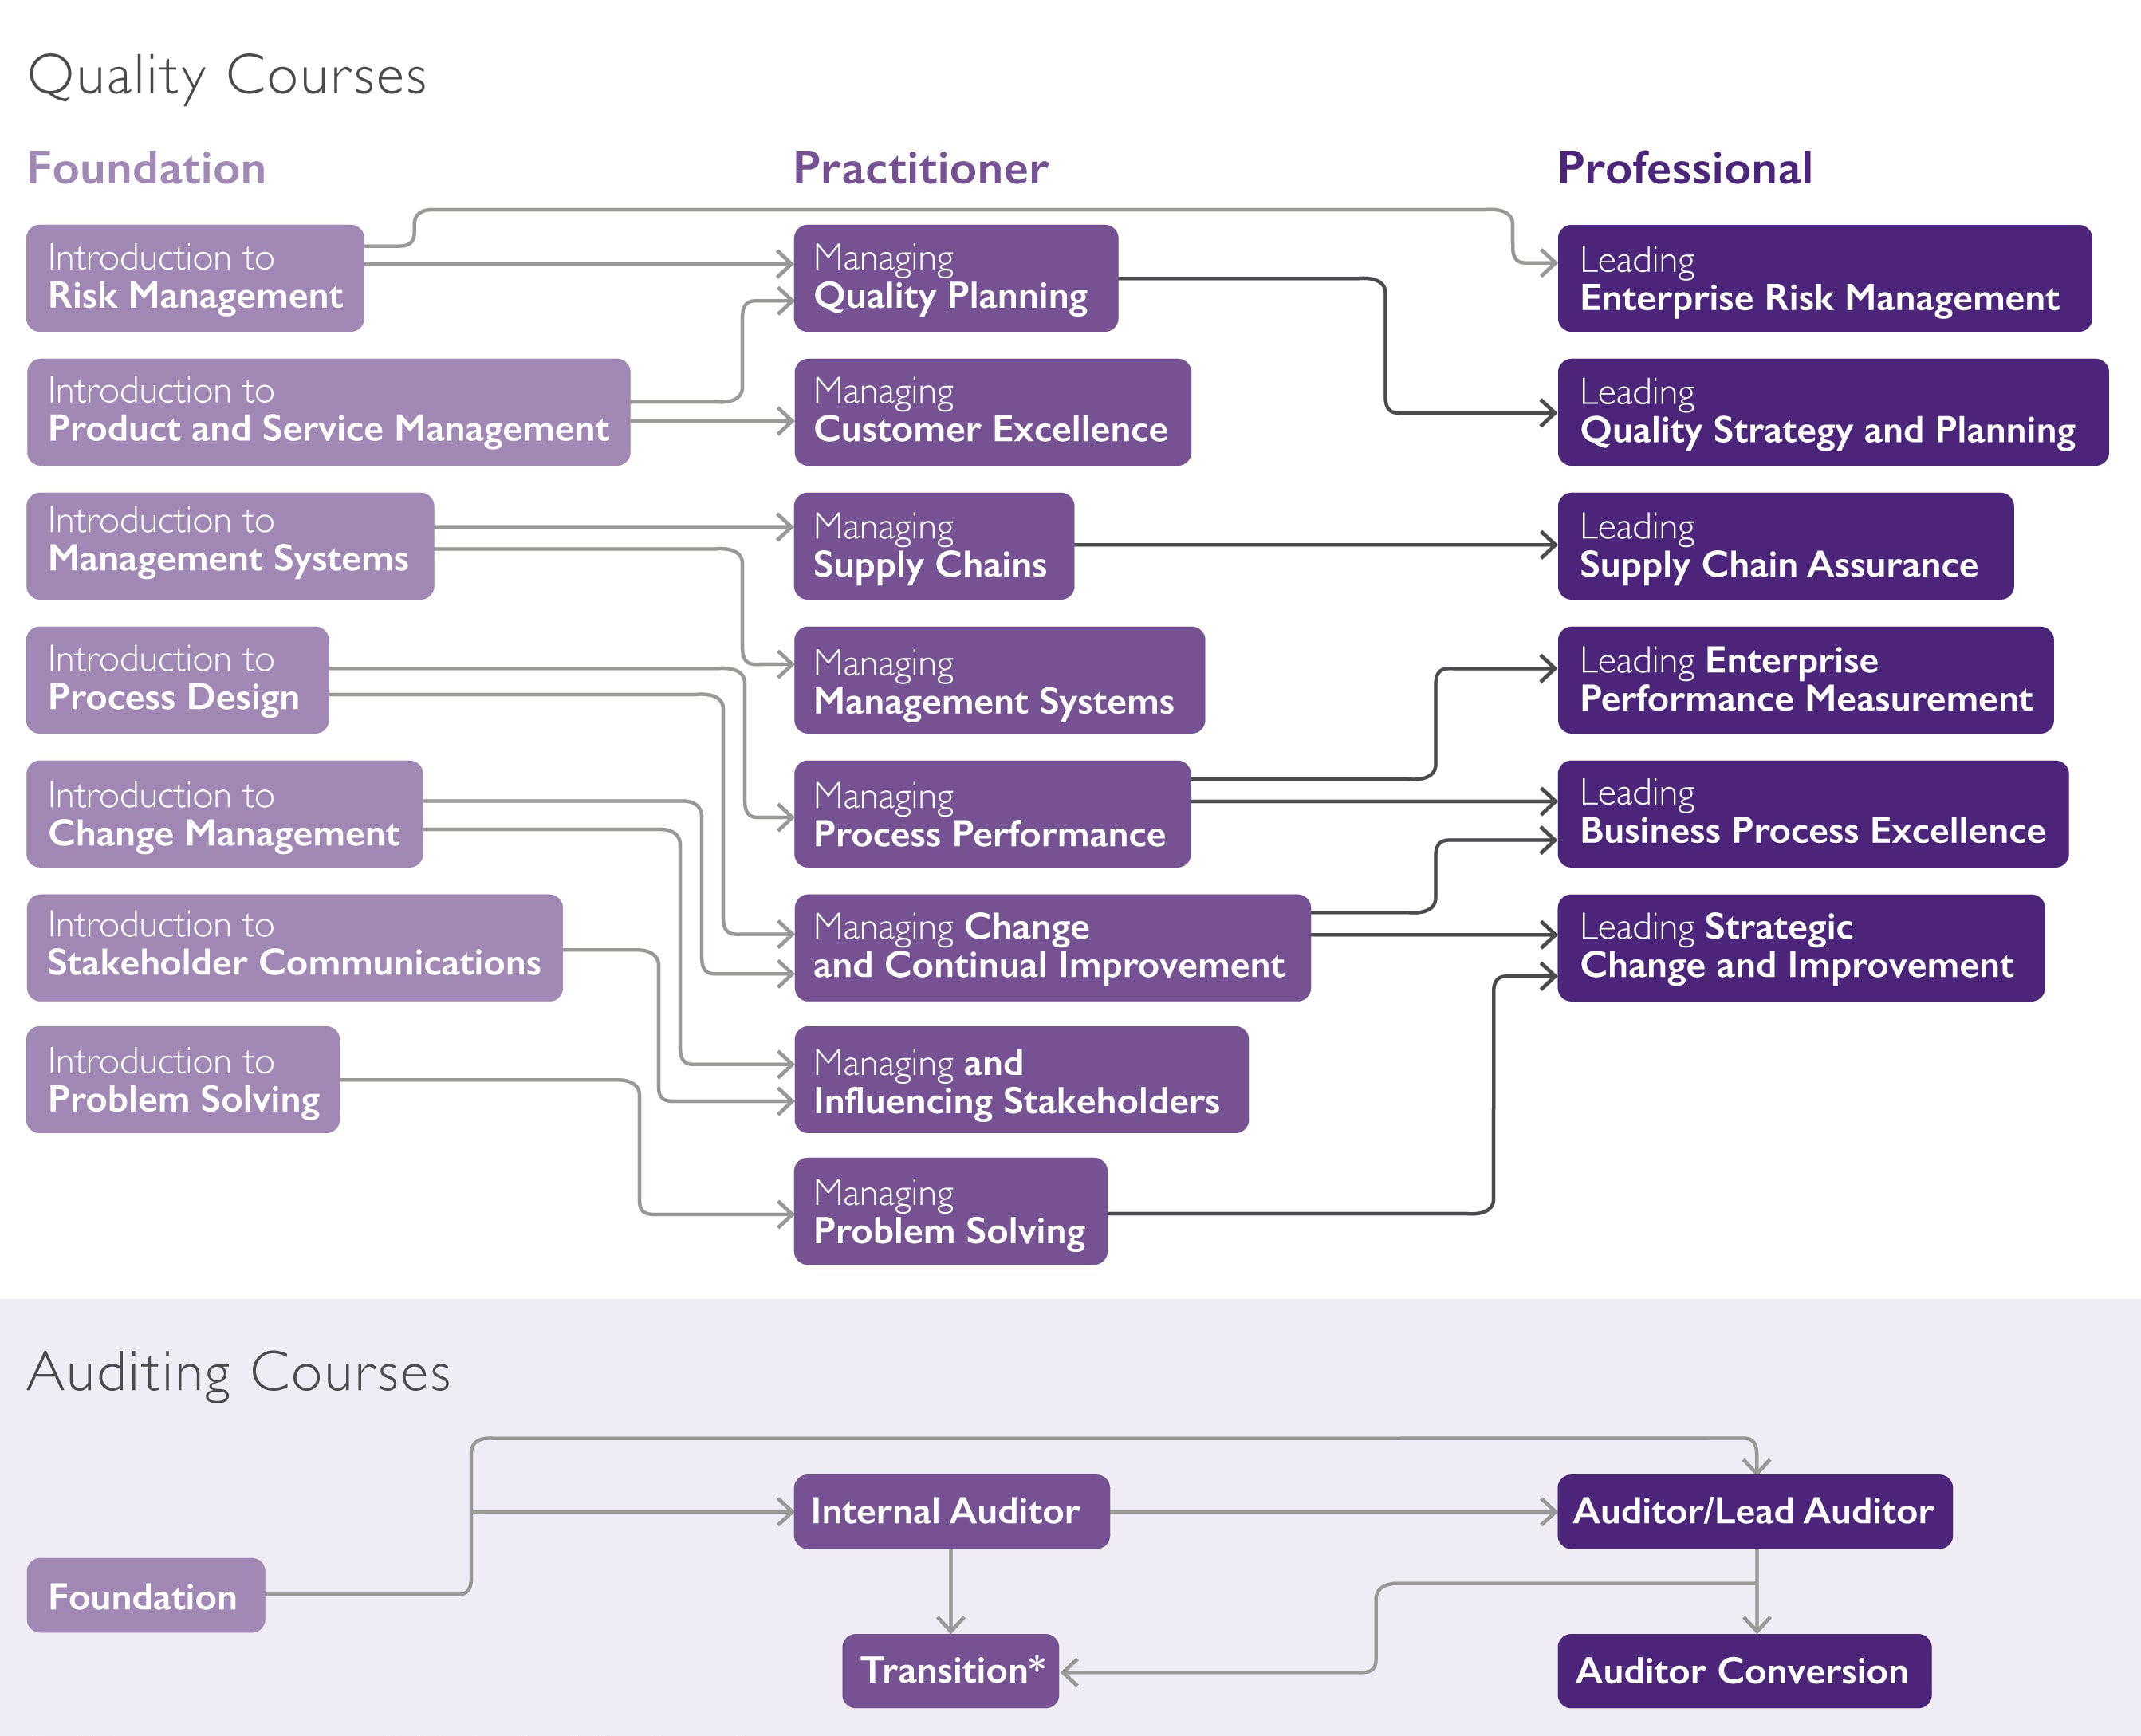 Quality Courses
Foundation
Practitioner
Professional
Introduction to
Risk Management
Managing
Quality Planning
Leading
Enterprise Risk Management
Introduction to
Product and Service Management
Managing
Customer Excellence
Leading
Quality Strategy and Planning
Introduction to
Management Systems
Managing
Supply Chains
Leading
Supply Chain Assurance
Introduction to
Process Design
Managing
Management Systems
Leading Enterprise
Performance Measurement
Introduction to
Change Management
Managing
Process Performance
Leading
Business Process Excellence
Introduction to
Stakeholder Communications
Managing Change
and Continual Improvement
Leading Strategic
Change and Improvement
Introduction to
Problem Solving
Managing and
Influencing Stakeholders
Managing
Problem Solving
Auditing Courses
Internal Auditor
Auditor/Lead Auditor
Foundation
Transition*
Auditor Conversion